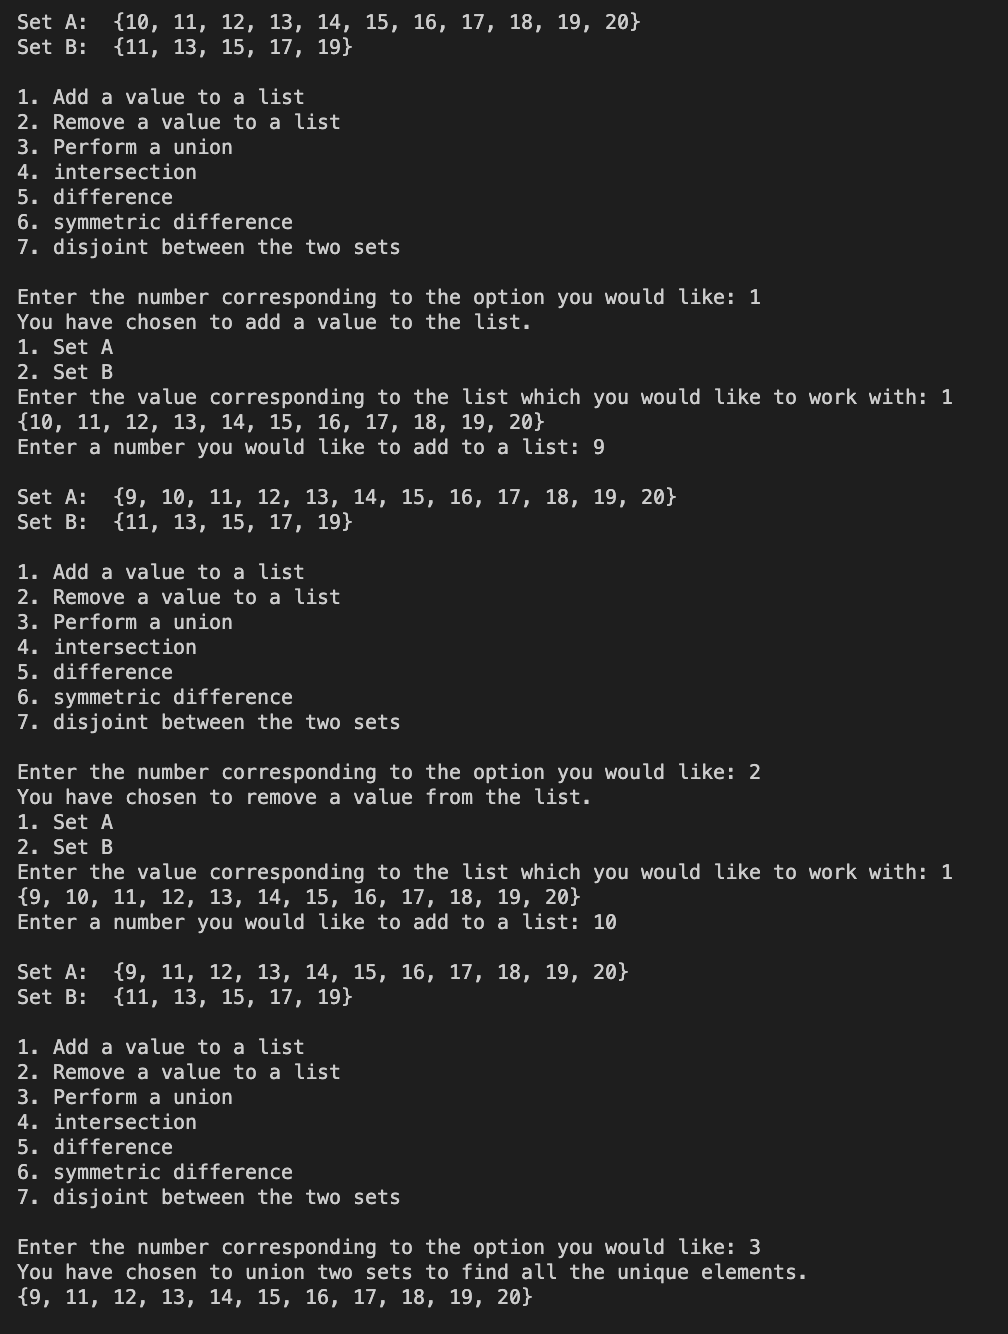 Set A:  {10, 11, 12, 13, 14, 15, 16, 17, 18, 19, 20}
Set B:  {11, 13, 15, 17, 19}

1. Add a value to a list
2. Remove a value to a list
3. Perform a union
4. intersection
5. difference
6. symmetric difference
7. disjoint between the two sets

Enter the number corresponding to the option you would like: 1
You have chosen to add a value to the list.
1. Set A
2. Set B
Enter the value corresponding to the list which you would like to work with: 1
{10, 11, 12, 13, 14, 15, 16, 17, 18, 19, 20}
Enter a number you would like to add to a list: 9

Set A:  {9, 10, 11, 12, 13, 14, 15, 16, 17, 18, 19, 20}
Set B:  {11, 13, 15, 17, 19}

1. Add a value to a list
2. Remove a value to a list
3. Perform a union
4. intersection
5. difference
6. symmetric difference
7. disjoint between the two sets

Enter the number corresponding to the option you would like: 2
You have chosen to remove a value from the list.
1. Set A
2. Set B
Enter the value corresponding to the list which you would like to work with: 1
{9, 10, 11, 12, 13, 14, 15, 16, 17, 18, 19, 20}
Enter a number you would like to add to a list: 10

Set A:  {9, 11, 12, 13, 14, 15, 16, 17, 18, 19, 20}
Set B:  {11, 13, 15, 17, 19}

1. Add a value to a list
2. Remove a value to a list
3. Perform a union
4. intersection
5. difference
6. symmetric difference
7. disjoint between the two sets

Enter the number corresponding to the option you would like: 3
You have chosen to union two sets to find all the unique elements.
{9, 11, 12, 13, 14, 15, 16, 17, 18, 19, 20}